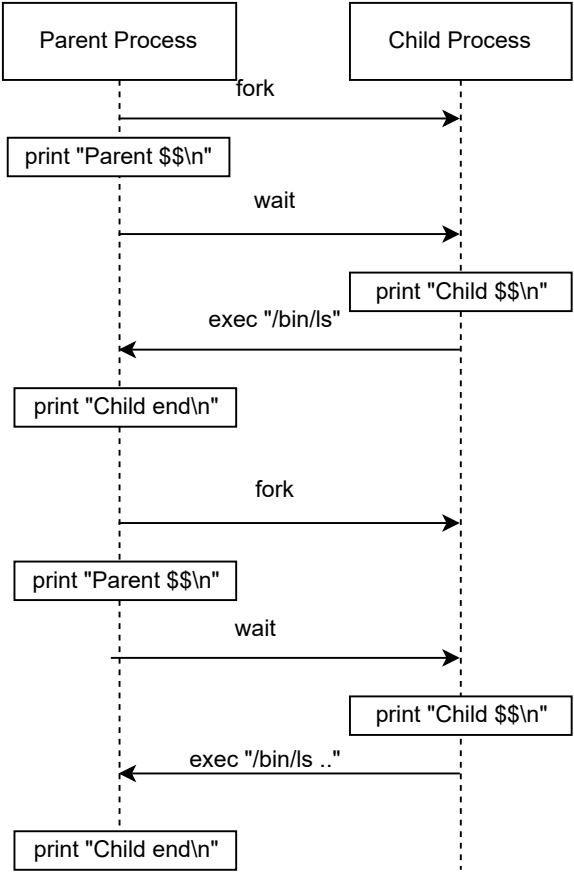 Parent Process
Child Process
fork
print "Parent $$\n"
wait
print "Child $$\n"
exec "/bin/ls"
print "Child end\n"
fork
print "Parent $$\n"
wait
print "Child $$\n"
exec "/bin/ls .."
print "Child end\n"